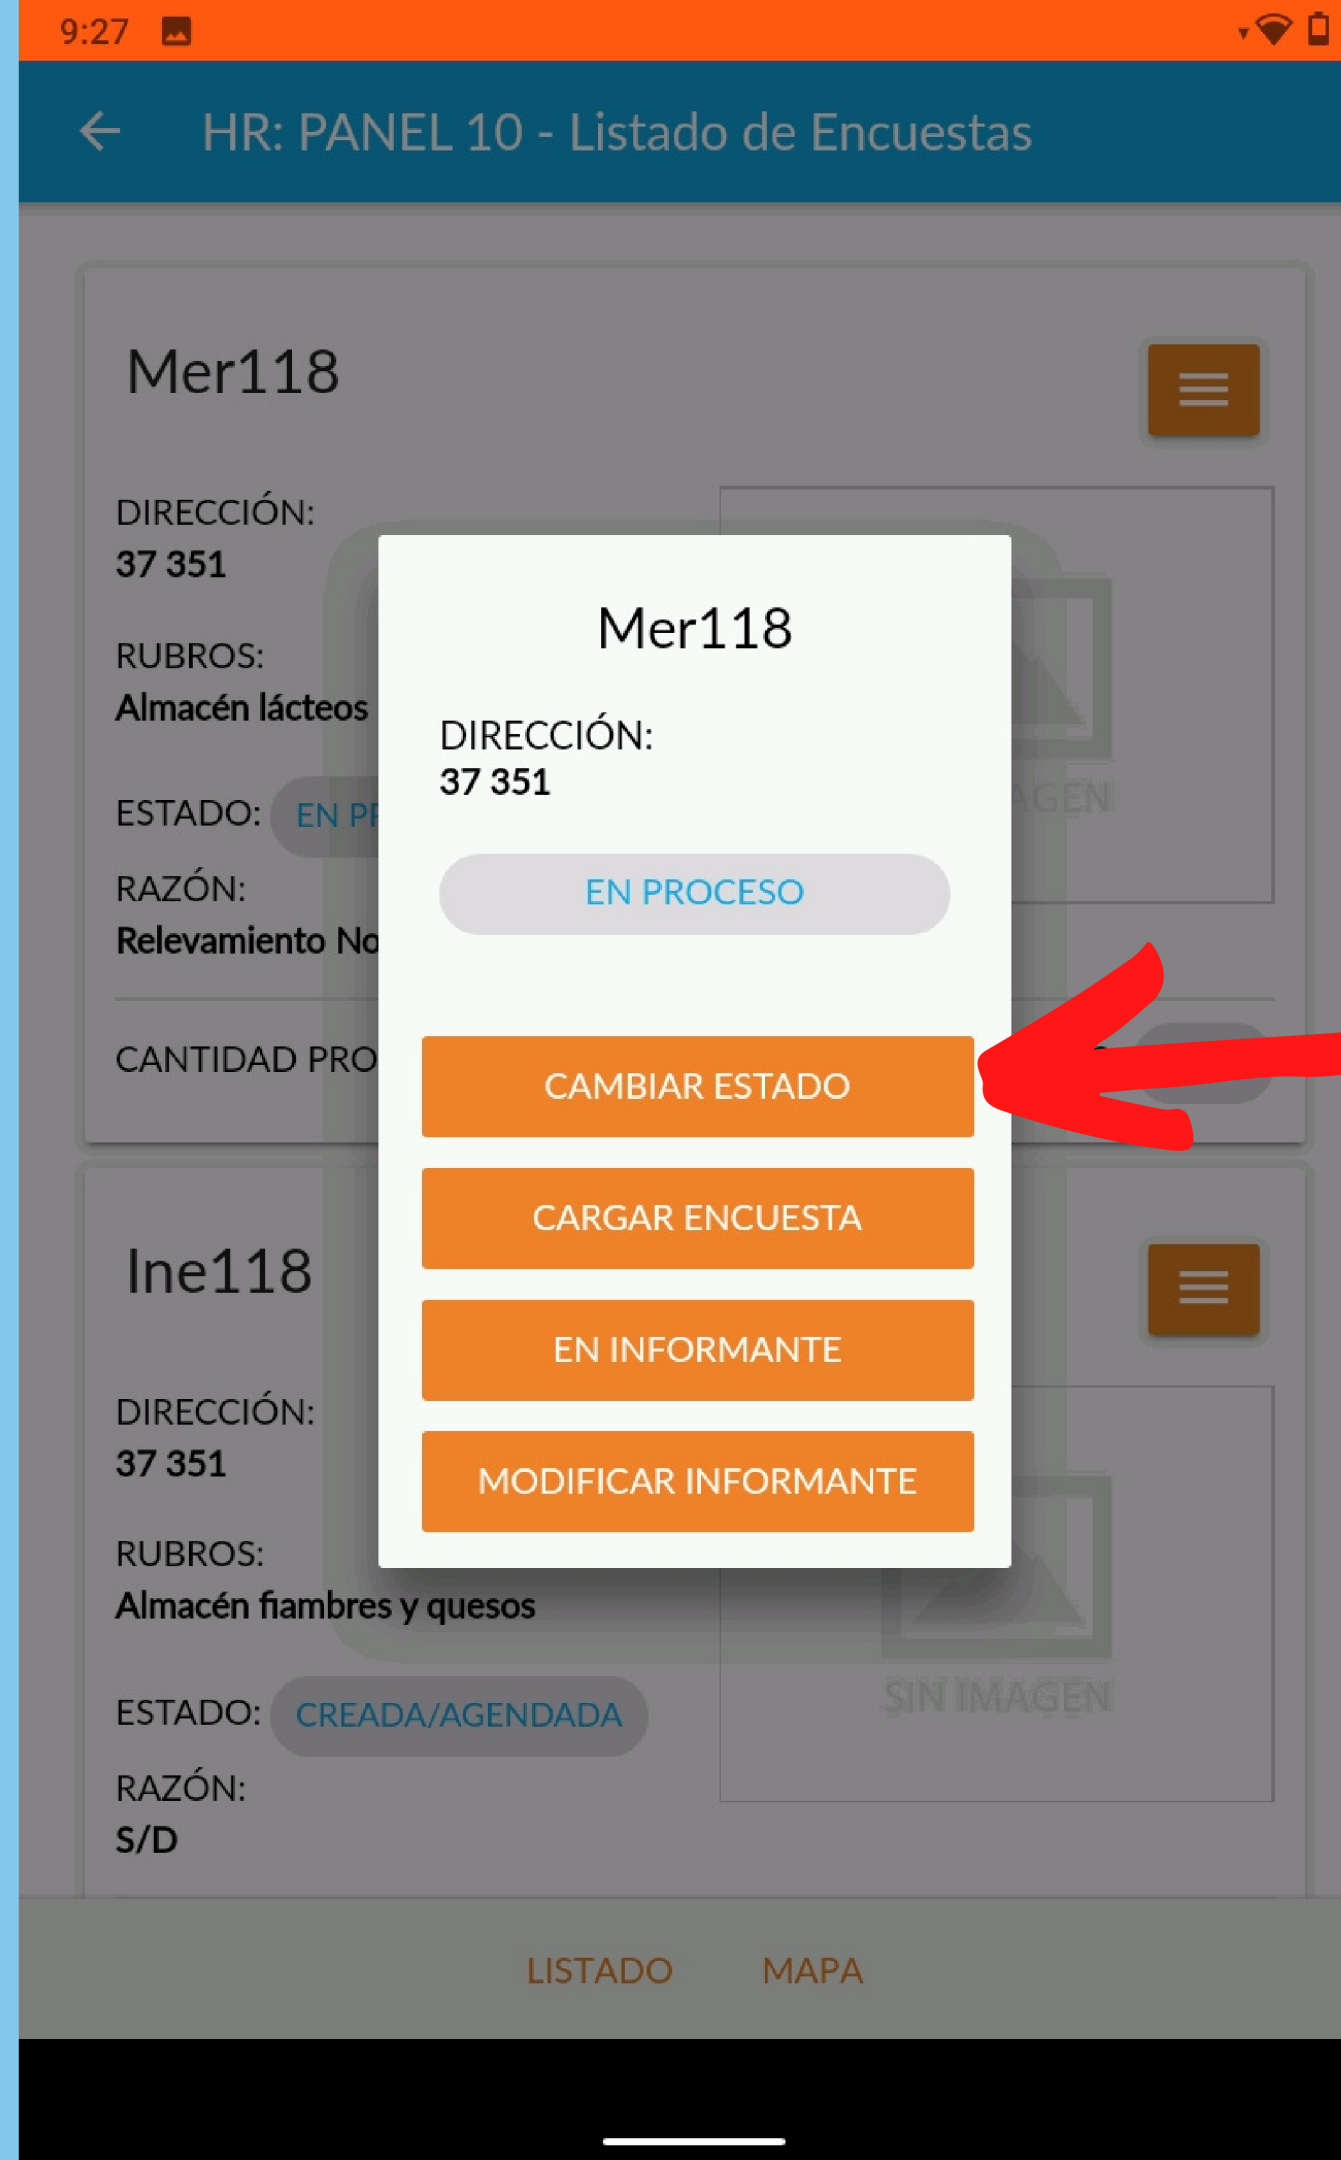 9:27
HR: PANEL 10 - Listado de Encuestas
Mer118
DIRECCIÓN:
37 351
RUBROS:
Almacén lácteos
ESTADO: EN
RAZÓN:
Relevamiento
CANTIDAD
Mer118
DIRECCIÓN:
37 351
EN PROCESO
CAMBIAR ESTADO
CARGAR ENCUESTA
EN INFORMANTE
MODIFICAR INFORMANTE
Ine118
DIRECCIÓN:
37 351
RUBROS:
Almacén fiambres y quesos
ESTADO: CREADA/AGENDADA
RAZÓN:
S/D
SIN IMAGEN
LISTADO MAPA